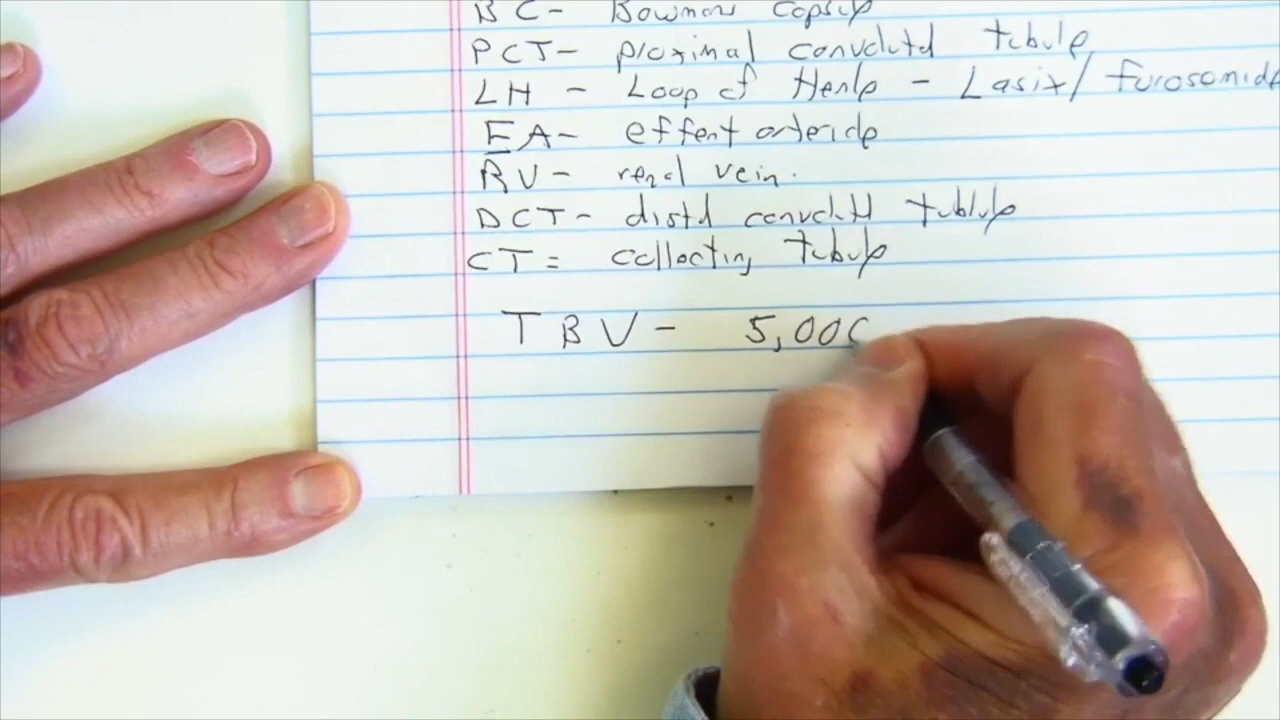 BC- Bowmans Capsule
PCT- proximal convoluted tubule
LH - Loop of Henle - Lasix/furosomide
EA- efferent arteriole
RV- renal vein.
DCT- distal convoluted tubule
CT= collecting tubule
TBV- 5,000